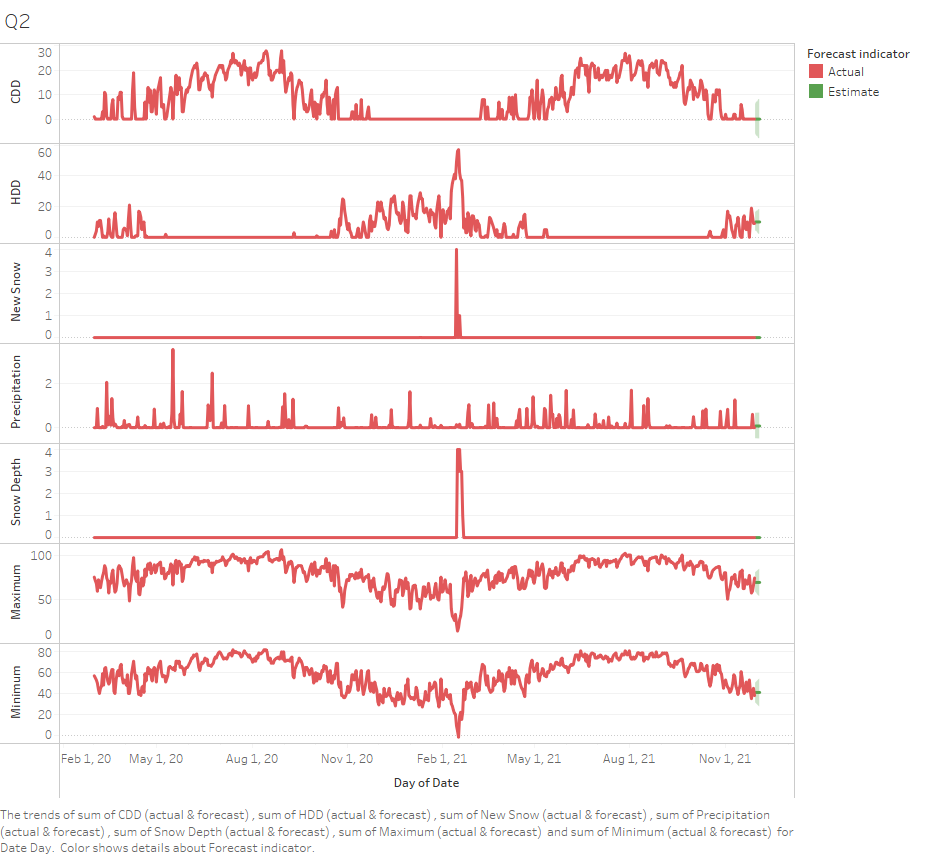 Q2
Forecast indicator
Actual
Estimate
CDD
30
20
10
0
HDD
60
40
20
0
New Snow
4
3
2
1
0
Precipitation
2
0
Snow Depth
4
3
2
1
0
Maximum
100
50
0
Minimum
80
60
40
20
0
Feb 1, 20 May 1, 20 Aug 1, 20 Nov 1, 20 Feb 1, 21 May 1, 21 Aug 1, 21 Nov 1, 21
Day of Date
The trends of sum of CDD (actual & forecast) , sum of HDD (actual & forecast) , sum of New Snow (actual & forecast) , sum of Precipitation
(actual & forecast) , sum of Snow Depth (actual & forecast) , sum of Maximum (actual & forecast)  and sum of Minimum (actual & forecast)  for
Date Day.  Color shows details about Forecast indicator.